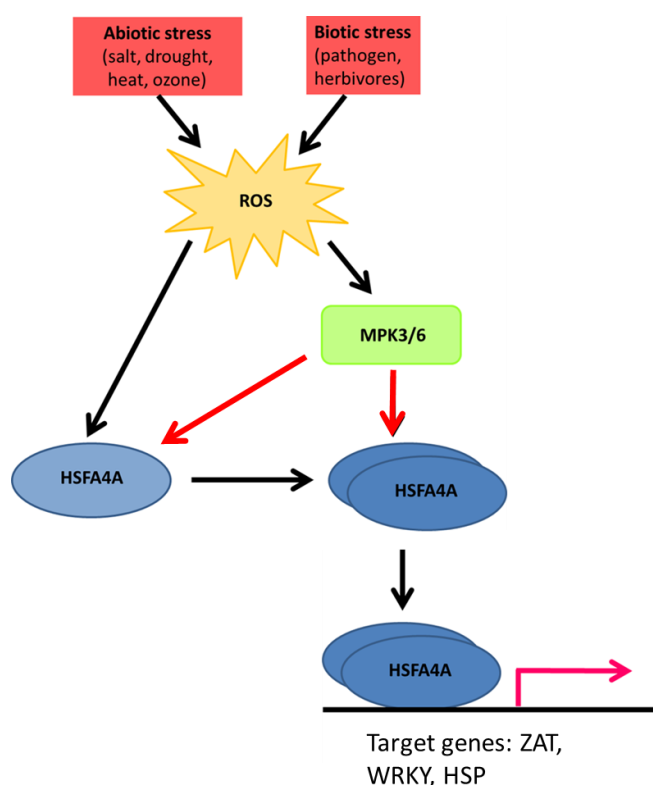 Abiotic stress
(salt, drought,
heat, ozone)
Biotic stress
(pathogen,
herbivores)
ROS
MPK3/6
HSFA4A
HSFA4A
HSFA4A
Target genes: ZAT,
WRKY, HSP